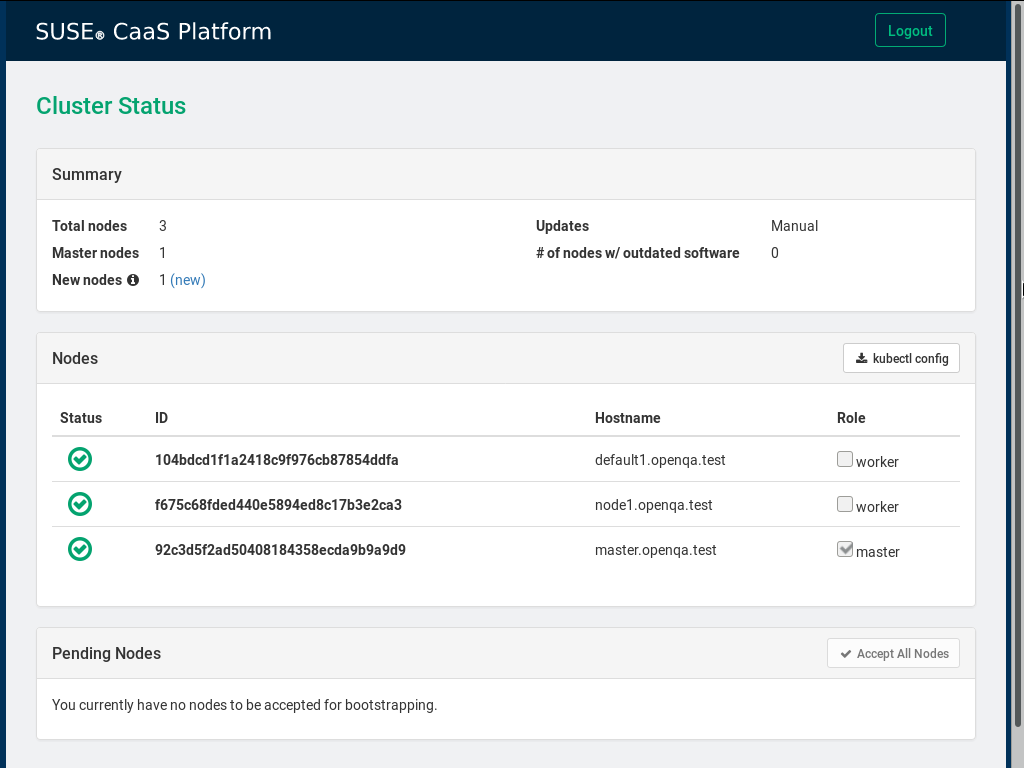 SUSE® CaaS Platform
Logout
Cluster Status
Summary
Total nodes 3
Updates Manual
Master nodes 1
# of nodes w/ outdated software 0
New nodes 1 (new)
Nodes
kubectl config
Status ID Hostname Role
104bdcd1f1a2418c9f976cb87854ddfa default1.openqa.test worker
f675c68fded440e5894ed8c17b3e2ca3 node1.openqa.test worker
92c3d5f2ad50408184358ecda9b9a9d9 master.openqa.test master
Pending Nodes
Accept All Nodes
You currently have no nodes to be accepted for bootstrapping.